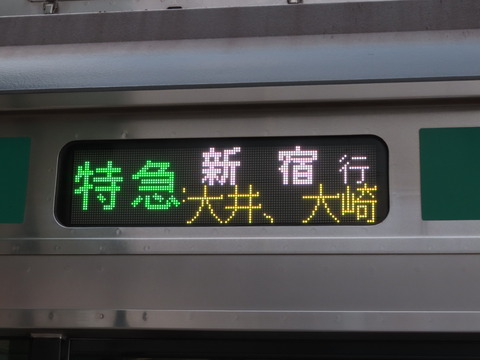 特急 新宿行
大井、大崎